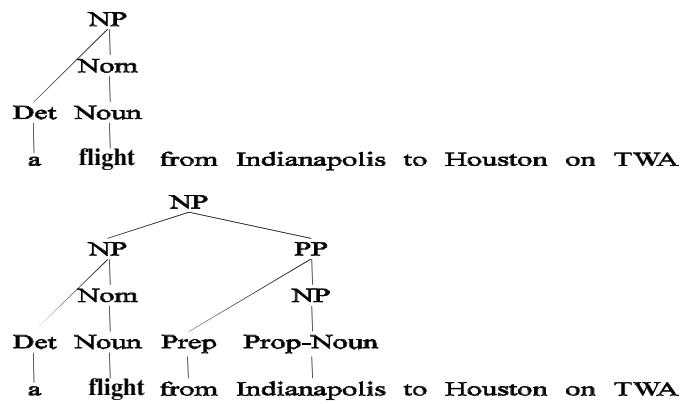 NP
Nom
Det Noun
a flight from Indianapolis to Houston on TWA
NP
NP PP
Nom NP
Det Noun Prep Prop-Noun
a flight from Indianapolis to Houston on TWA